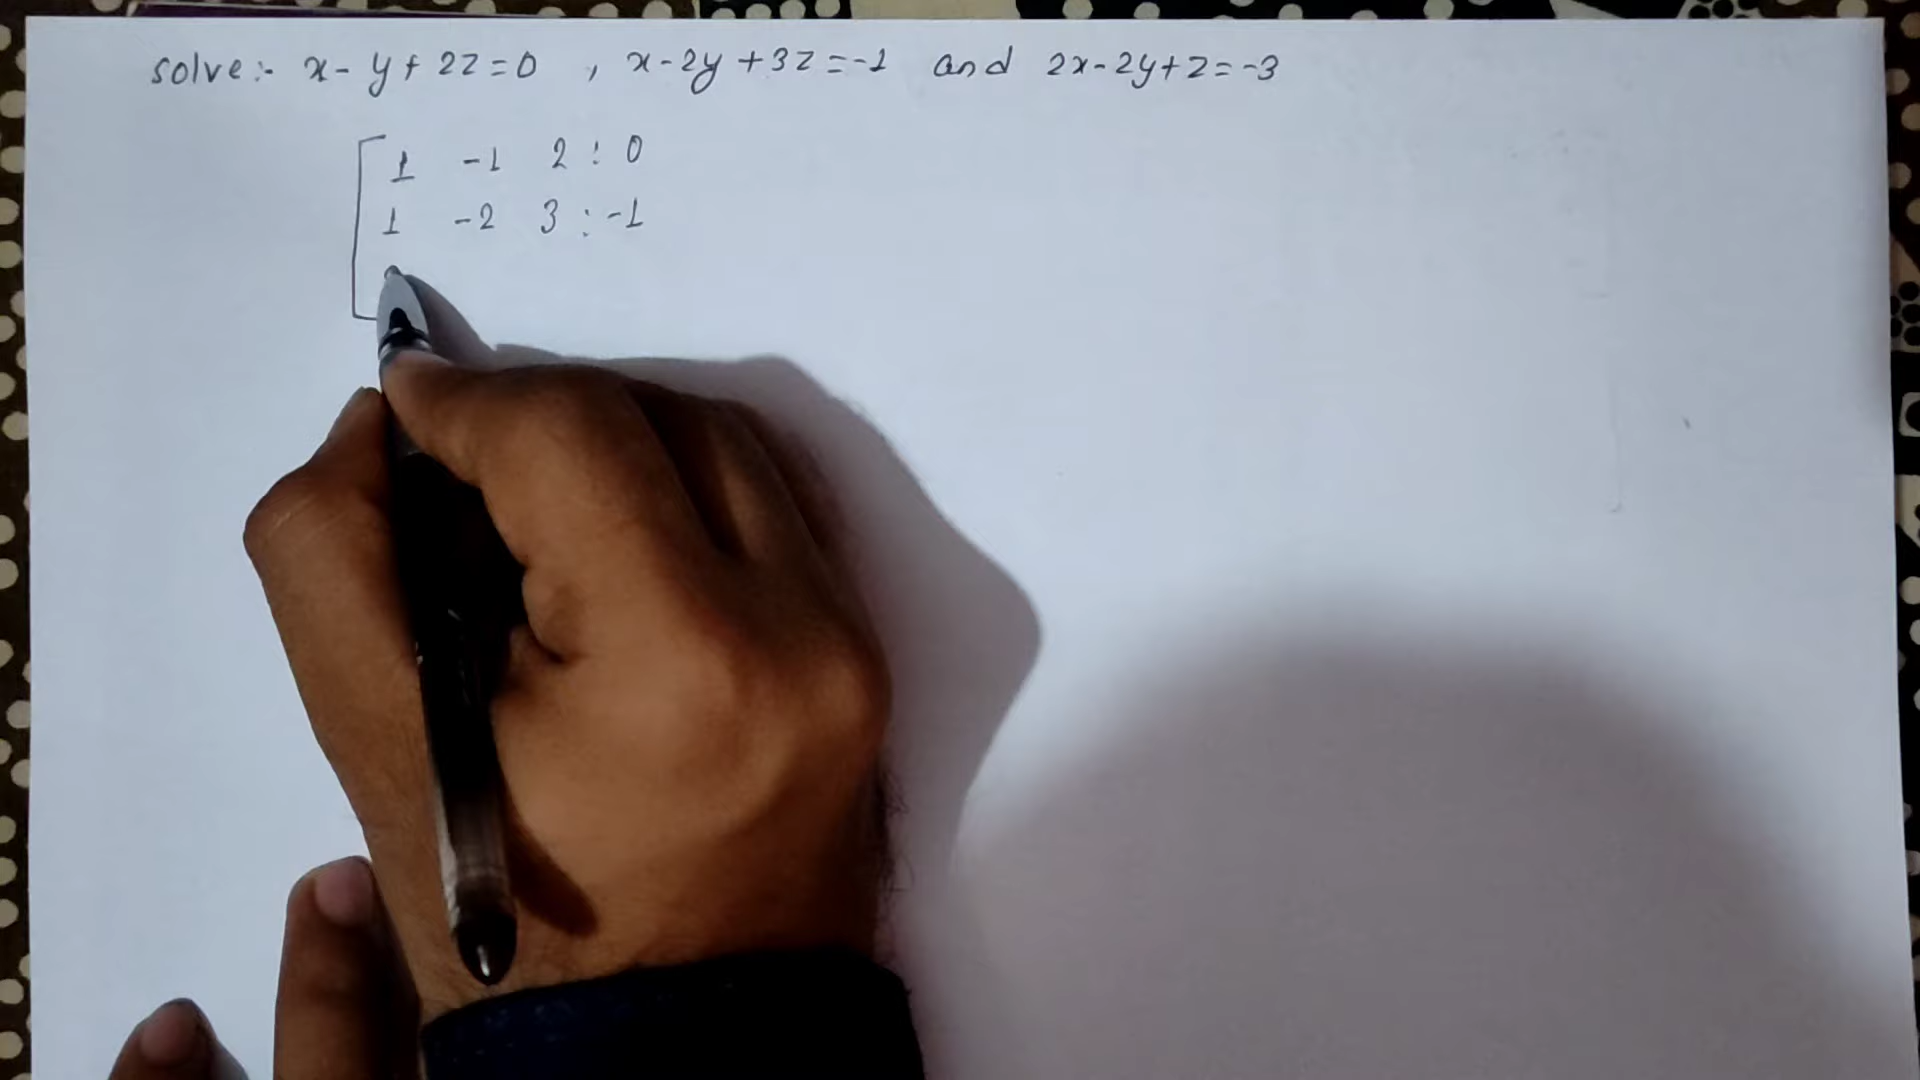 solve:- x-y+2z=0 , x-2y+3z=-1 and 2x-2y+z=-3
1 -1 2 : 0
1 -2 3 : -1